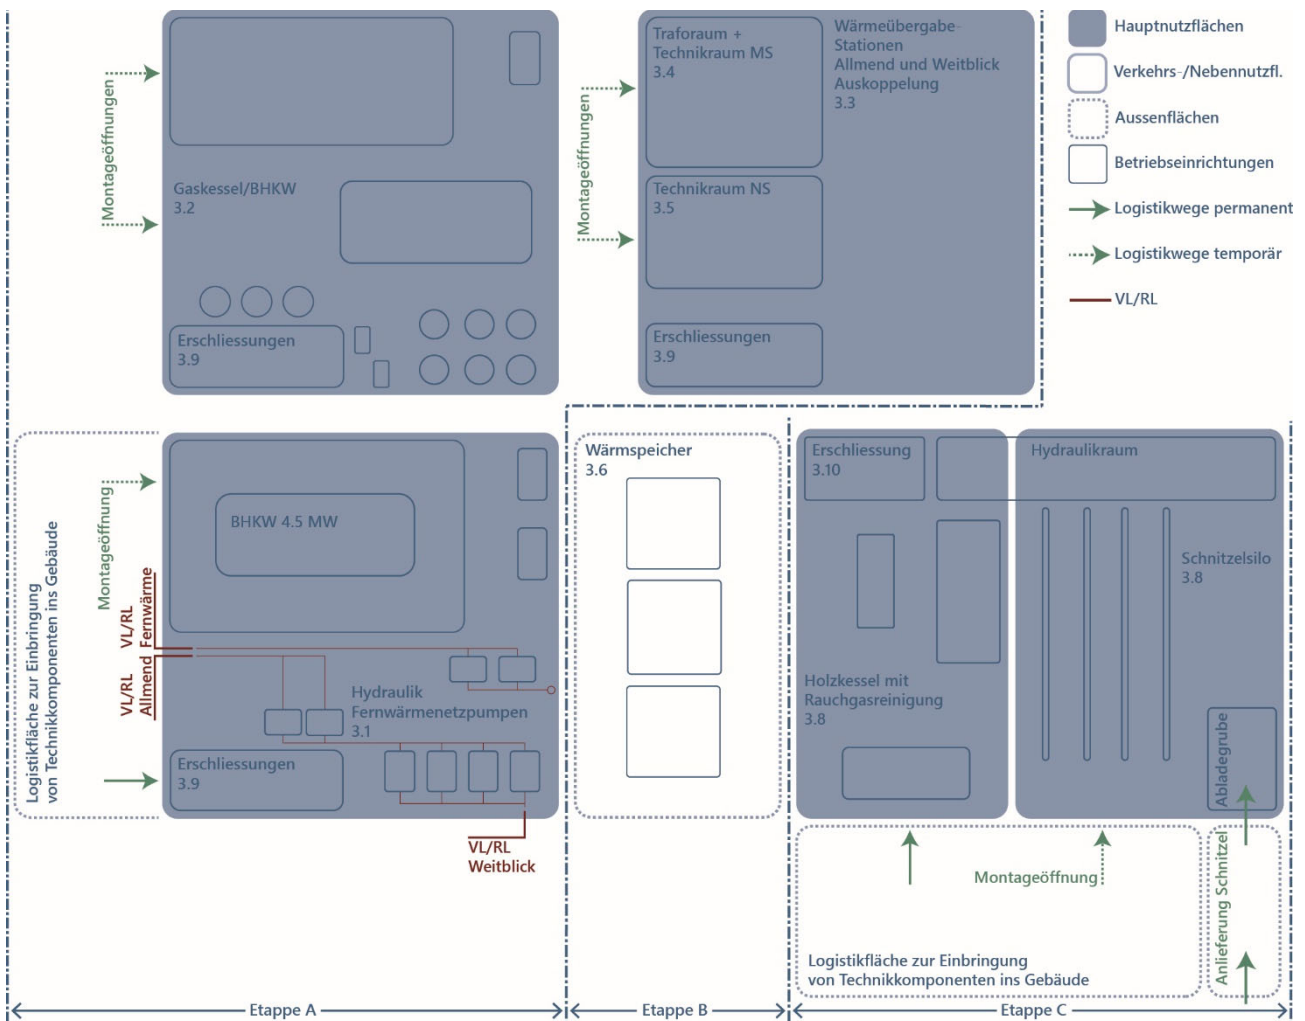 Montageöffnungen
Gaskessel/BHKW
3.2
Erschliessungen
3.9
Montageöffnungen
Traforaum +
Technikraum MS
3.4
Wärmeübergabe-
Stationen
Allmend und Weitblick
Auskoppelung
3.3
Technikraum NS
3.5
Erschliessungen
3.9
Hauptnutzflächen
Verkehrs-/Nebennutzfl.
Aussenflächen
Betriebseinrichtungen
Logistikwege permanent
Logistikwege temporär
VL/RL
Logistikfläche zur Einbringung
von Technikkomponenten ins Gebäude
Montageöffnung
BHKW 4.5 MW
VL/RL
Fernwärme
VL/RL
Allmend
Hydraulik
Fernwärmenetzpumpen
3.1
Erschliessungen
3.9
VL/RL
Weitblick
Wärmspeicher
3.6
Erschliessung
3.10
Hydraulikraum
Schnitzelsilo
3.8
Holzkessel mit
Rauchgasreinigung
3.8
Abladegrube
Montageöffnung
Anlieferung Schnitzel
Logistikfläche zur Einbringung
von Technikkomponenten ins Gebäude
Etappe A
Etappe B
Etappe C